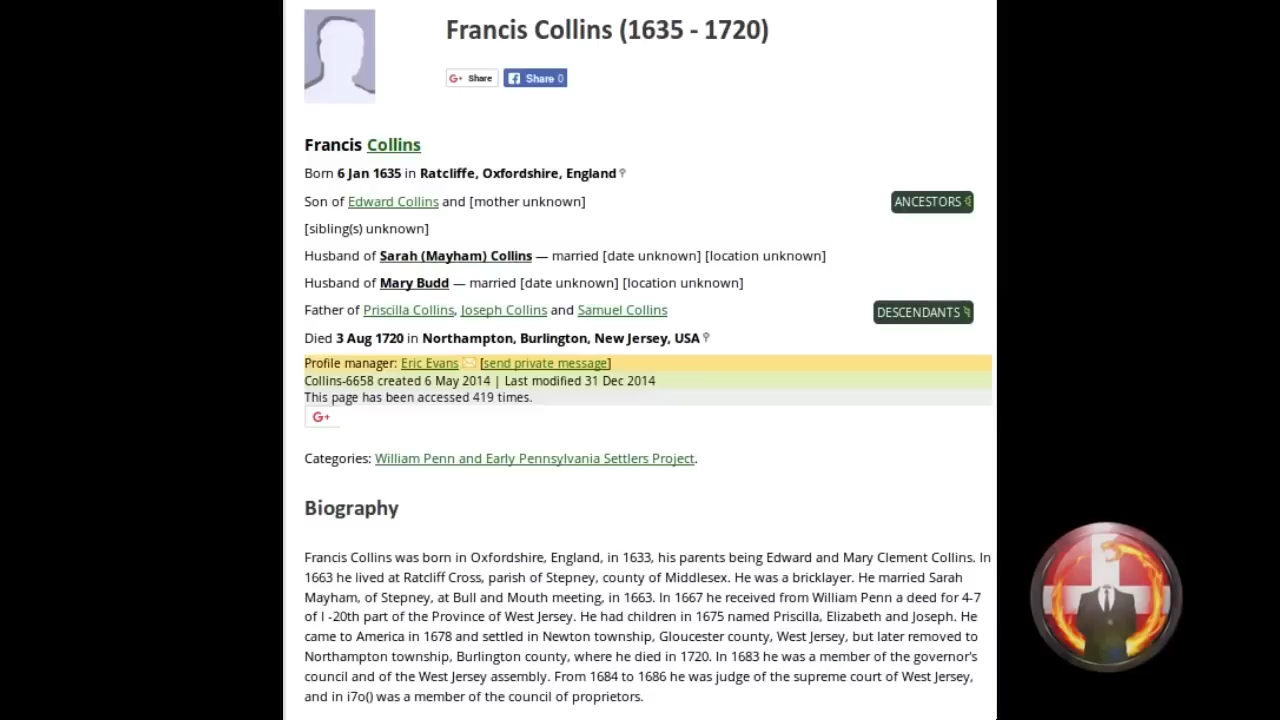 Francis Collins (1635 - 1720)
G+ Share
Share 0
Francis Collins
Born 6 Jan 1635 in Ratcliffe, Oxfordshire, England
Son of Edward Collins and [mother unknown]
ANCESTORS
[sibling(s) unknown]
Husband of Sarah (Mayham) Collins — married [date unknown] [location unknown]
Husband of Mary Budd — married [date unknown] [location unknown]
Father of Priscilla Collins, Joseph Collins and Samuel Collins
DESCENDANTS
Died 3 Aug 1720 in Northampton, Burlington, New Jersey, USA
Profile manager: Eric Evans [send private message]
Collins-6658 created 6 May 2014 | Last modified 31 Dec 2014
This page has been accessed 419 times.
G+
Categories: William Penn and Early Pennsylvania Settlers Project.
Biography
Francis Collins was born in Oxfordshire, England, in 1633, his parents being Edward and Mary Clement Collins. In
1663 he lived at Ratcliff Cross, parish of Stepney, county of Middlesex. He was a bricklayer. He married Sarah
Mayham, of Stepney, at Bull and Mouth meeting, in 1663. In 1667 he received from William Penn a deed for 4-7
of I -20th part of the Province of West Jersey. He had children in 1675 named Priscilla, Elizabeth and Joseph. He
came to America in 1678 and settled in Newton township, Gloucester county, West Jersey, but later removed to
Northampton township, Burlington county, where he died in 1720. In 1683 he was a member of the governor's
council and of the West Jersey assembly. From 1684 to 1686 he was judge of the supreme court of West Jersey,
and in i7o() was a member of the council of proprietors.